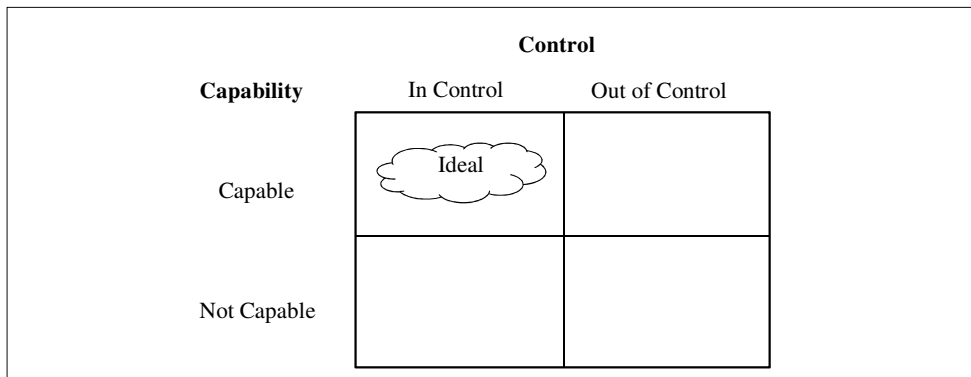 Control
Capability In Control Out of Control
Ideal
Capable
Not Capable